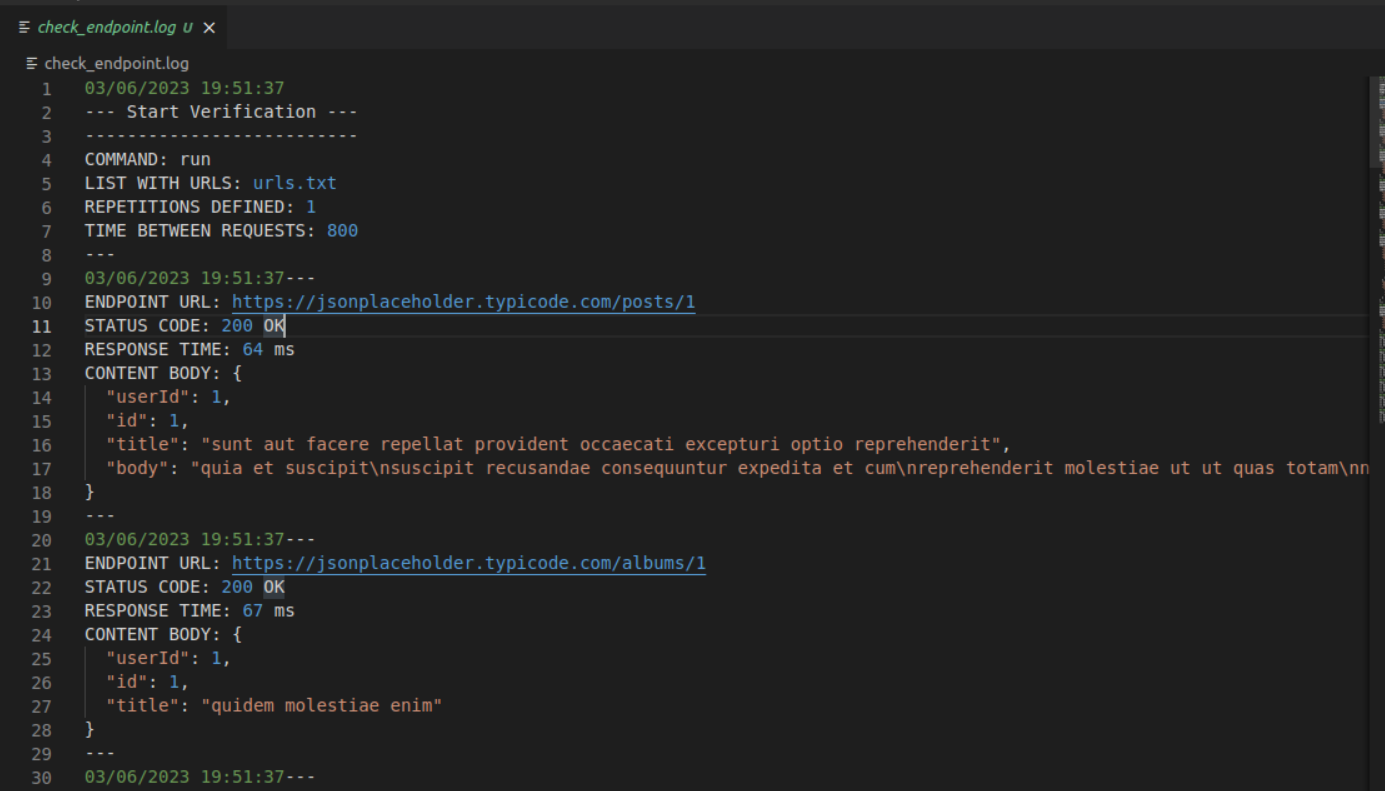 check_endpoint.log U
check_endpoint.log
1 03/06/2023 19:51:37
2 --- Start Verification ---
3 --------------------------
4 COMMAND: run
5 LIST WITH URLS: urls.txt
6 REPETITIONS DEFINED: 1
7 TIME BETWEEN REQUESTS: 800
8 ---
9 03/06/2023 19:51:37---
10 ENDPOINT URL: https://jsonplaceholder.typicode.com/posts/1
11 STATUS CODE: 200 OK
12 RESPONSE TIME: 64 ms
13 CONTENT BODY: {
14 "userId": 1,
15 "id": 1,
16 "title": "sunt aut facere repellat provident occaecati excepturi optio reprehenderit",
17 "body": "quia et suscipit\nsuscipit recusandae consequuntur expedita et cum\nreprehenderit molestiae ut ut quas totam\nn
18 }
19 ---
20 03/06/2023 19:51:37---
21 ENDPOINT URL: https://jsonplaceholder.typicode.com/albums/1
22 STATUS CODE: 200 OK
23 RESPONSE TIME: 67 ms
24 CONTENT BODY: {
25 "userId": 1,
26 "id": 1,
27 "title": "quidem molestiae enim"
28 }
29 ---
30 03/06/2023 19:51:37---